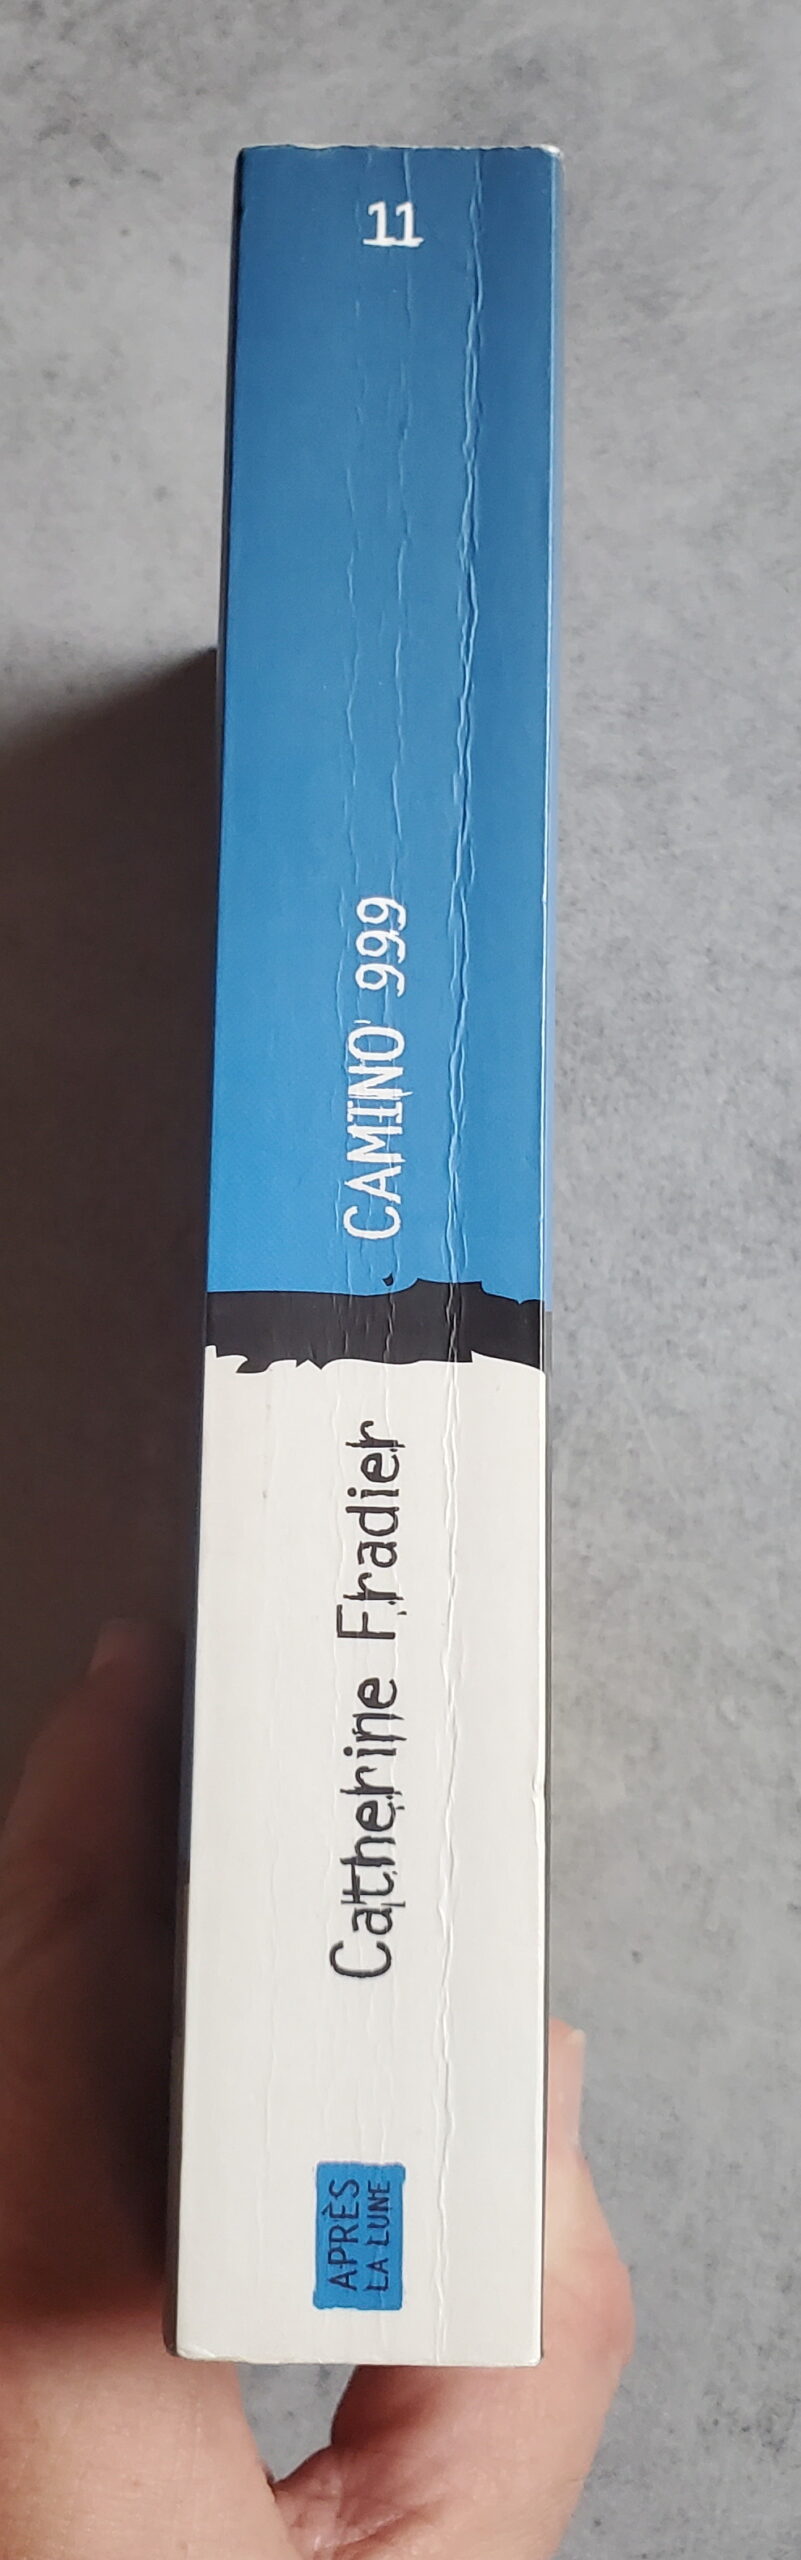 11
CAMINO 999
Catherine Fradier
APRÈS
LA LUNE